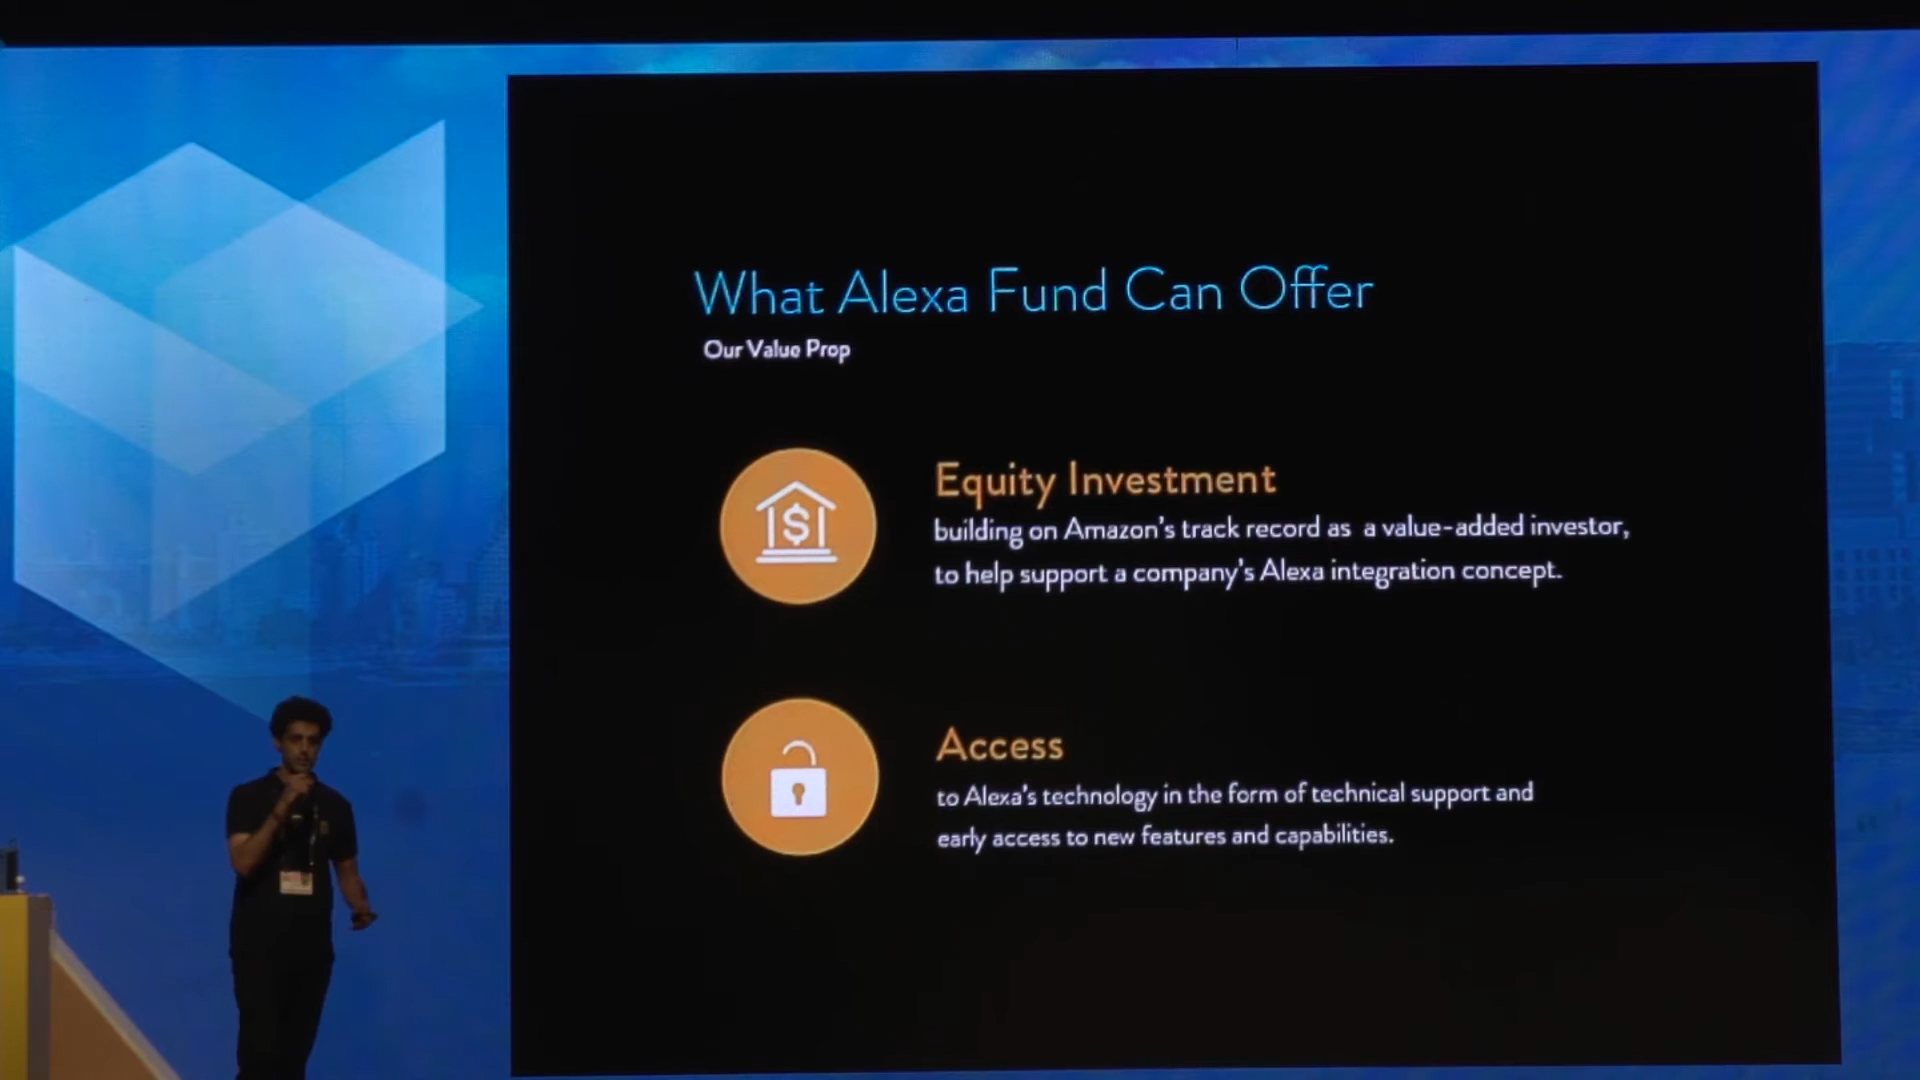 What Alexa Fund Can Offer
Our Value Prop
Equity Investment
building on Amazon's track record as a value-added investor,
to help support a company's Alexa integration concept.
Access
to Alexa's technology in the form of technical support and
early access to new features and capabilities.